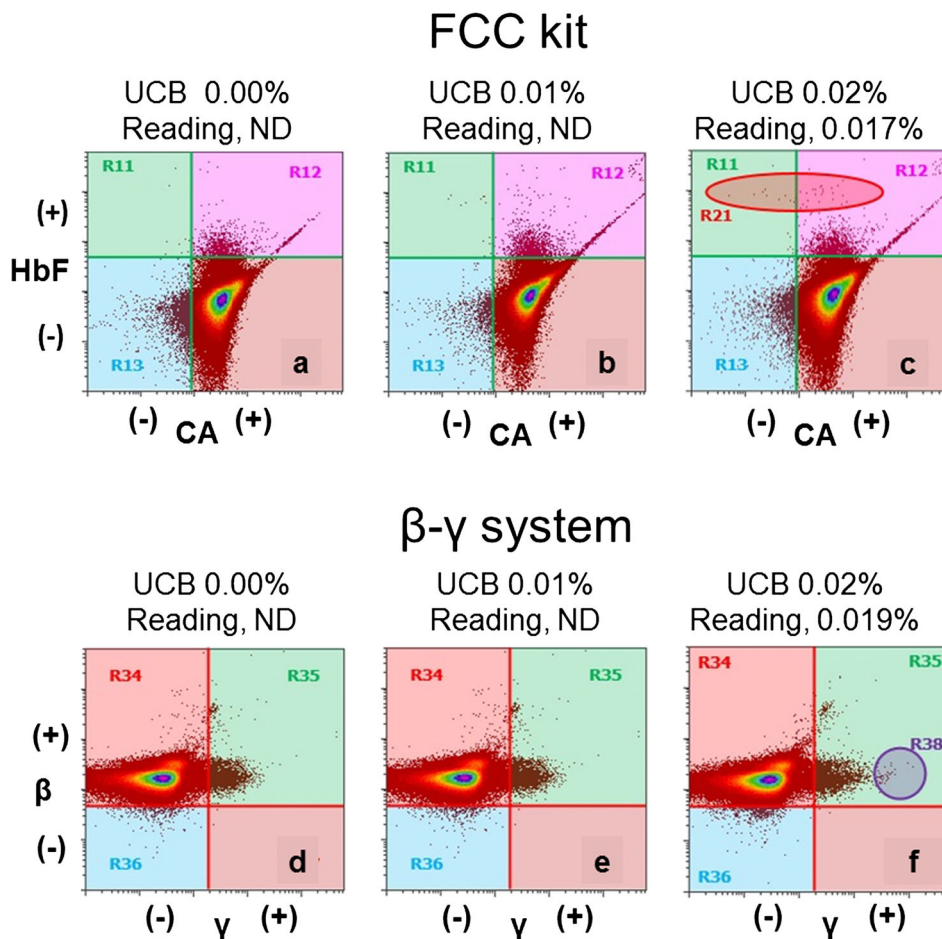 FCC kit
UCB 0.00%
Reading, ND
UCB 0.01%
Reading, ND
UCB 0.02%
Reading, 0.017%
R11
R12
R11
R12
R11
R12
R21
(+)
HbF
(-)
R13
a
R13
b
R13
c
(-) CA (+)
(-) CA (+)
(-) CA (+)
β-γ system
UCB 0.00%
Reading, ND
UCB 0.01%
Reading, ND
UCB 0.02%
Reading, 0.019%
R34
R35
R34
R35
R34
R35
R38
(+)
β
(-)
R36
d
R36
e
R36
f
(-) γ (+)
(-) γ (+)
(-) γ (+)